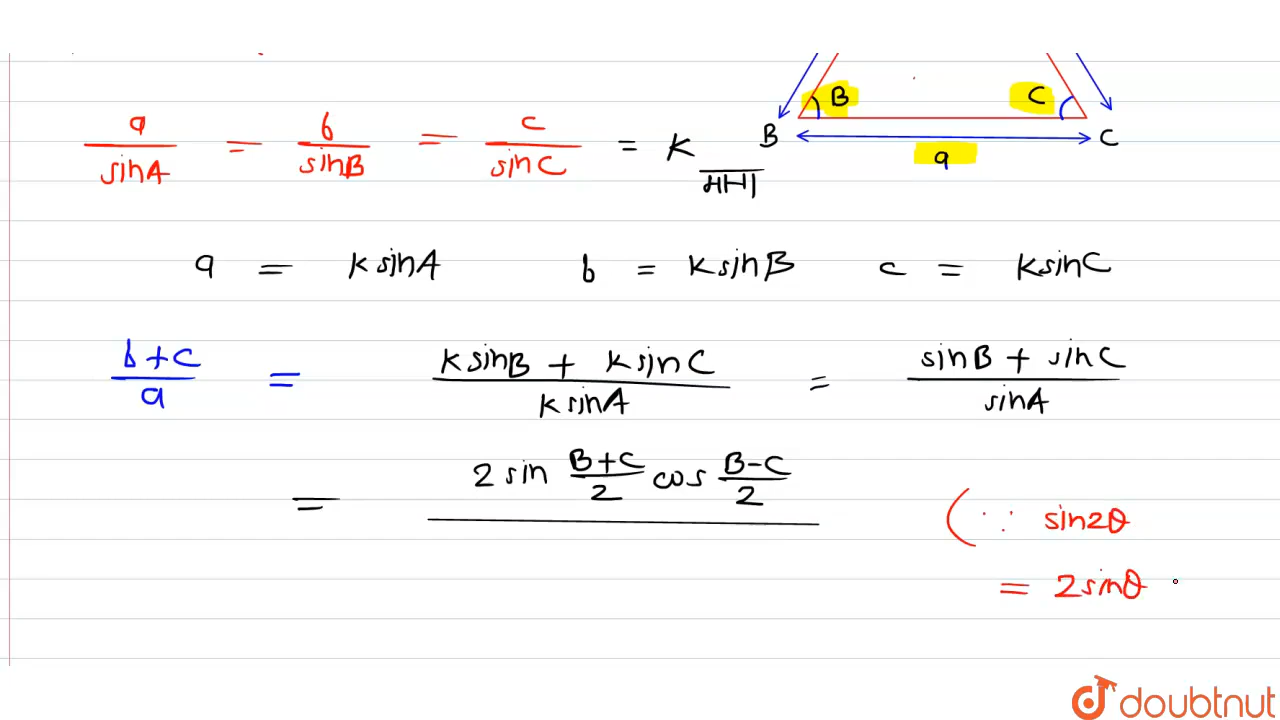 B C
a/sinA = b/sinB = c/sinC = K माना
B C
a
a = KsinA b = KsinB c = KsinC
b+c/a = KsinB + KsinC/KsinA = sinB + sinC/sinA
= 2 sin B+C/2 cos B-C/2
(∵ sin2θ
= 2sinθ
doubtnut